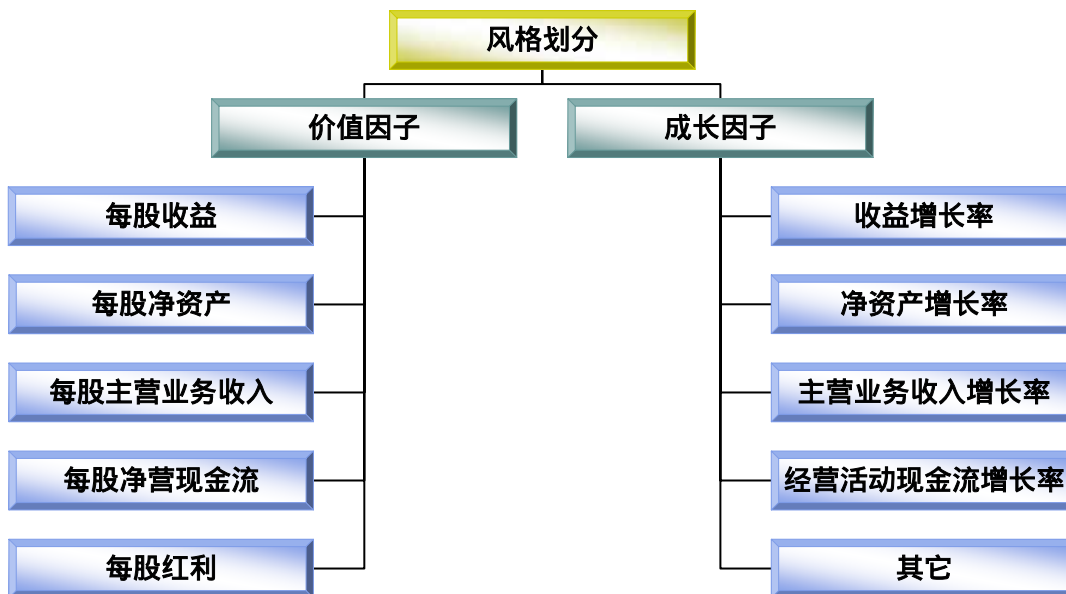 风格划分
价值因子
成长因子
每股收益
收益增长率
每股净资产
净资产增长率
每股主营业务收入
主营业务收入增长率
每股净营现金流
经营活动现金流增长率
每股红利
其它